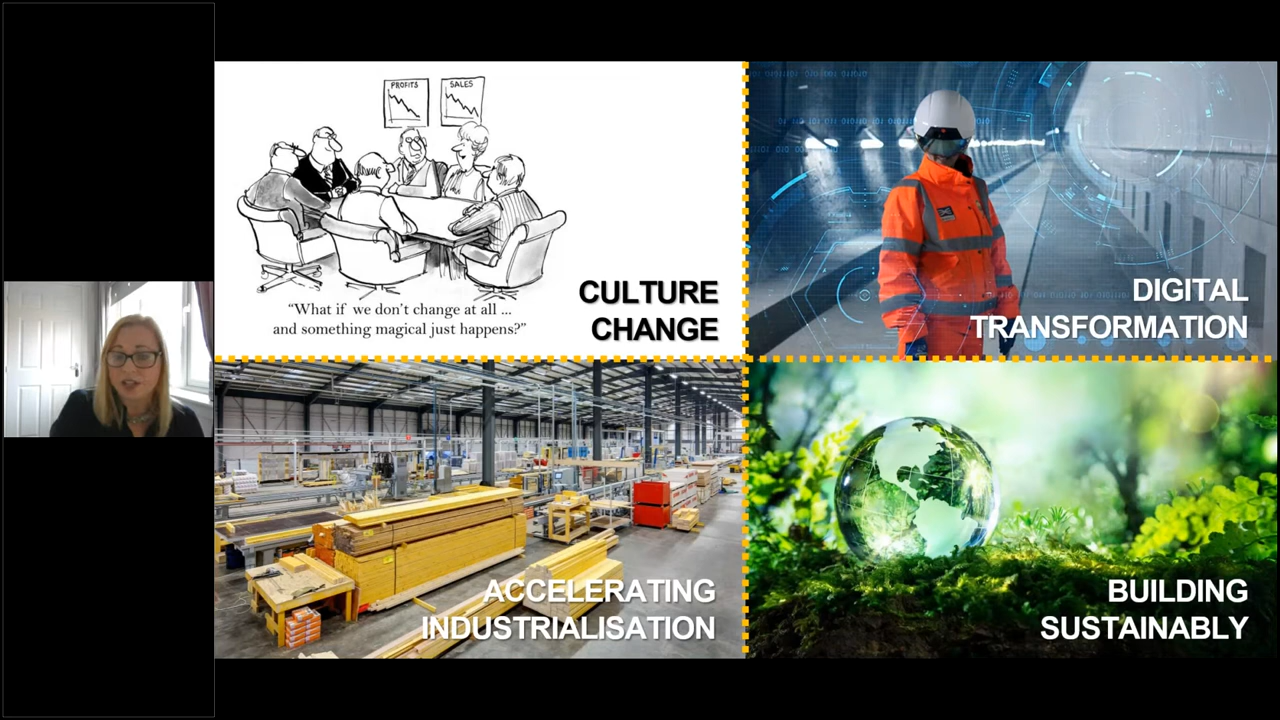 PROFITS
SALES
“What if we don’t change at all ...
and something magical just happens?”
CULTURE
CHANGE
DIGITAL
TRANSFORMATION
ACCELERATING
INDUSTRIALISATION
BUILDING
SUSTAINABLY